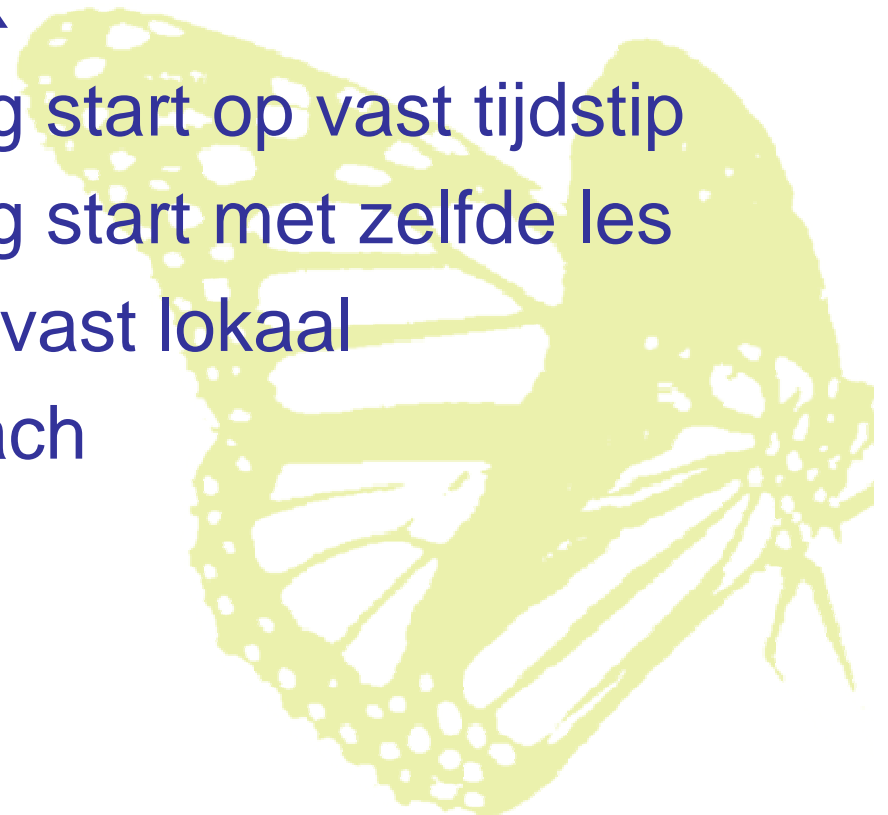 g start op vast tijdstip
g start met zelfde les
vast lokaal
ach